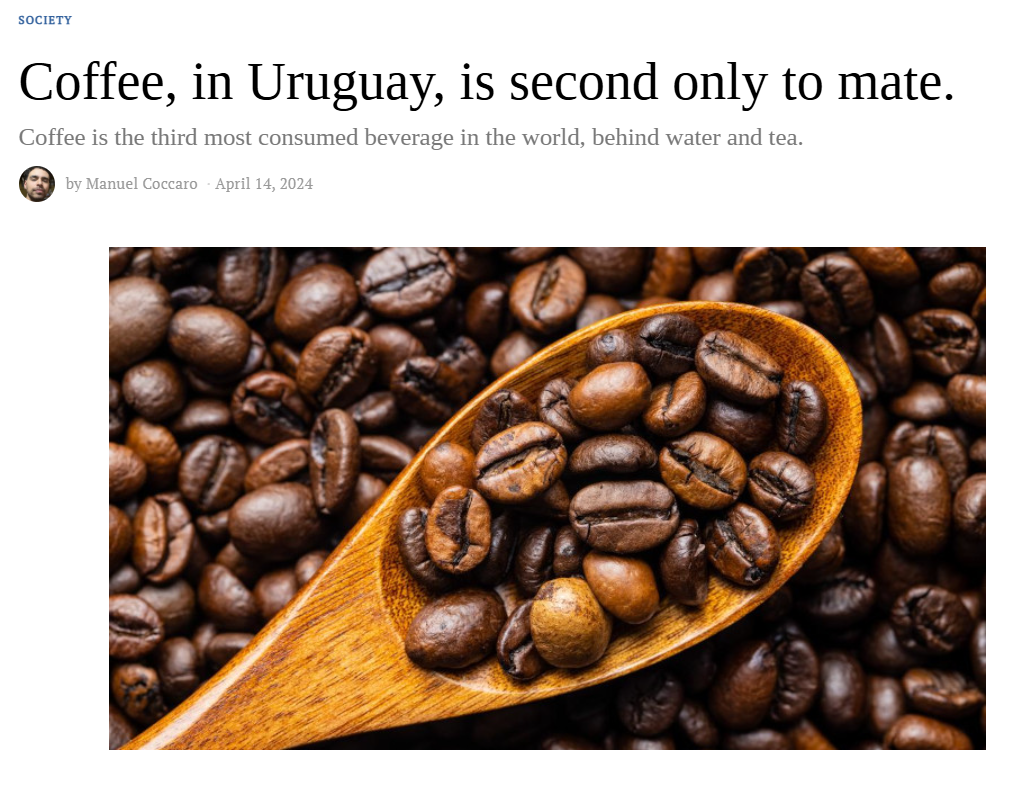 SOCIETY
Coffee, in Uruguay, is second only to mate.
Coffee is the third most consumed beverage in the world, behind water and tea.
by Manuel Coccaro · April 14, 2024